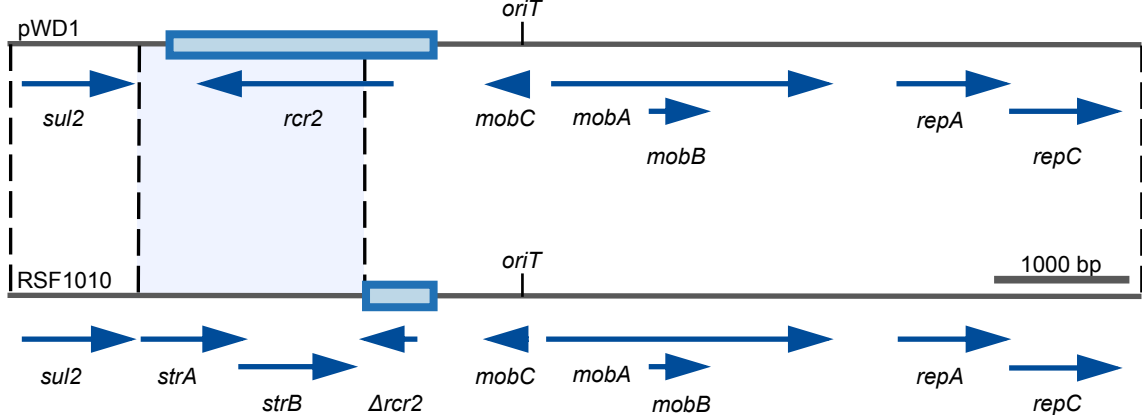 oriT
pWD1
sul2 rcr2 mobC mobA repA
mobB repC
oriT
1000 bp
RSF1010
sul2 strA mobC mobA repA
strB Δrcr2 mobB repC